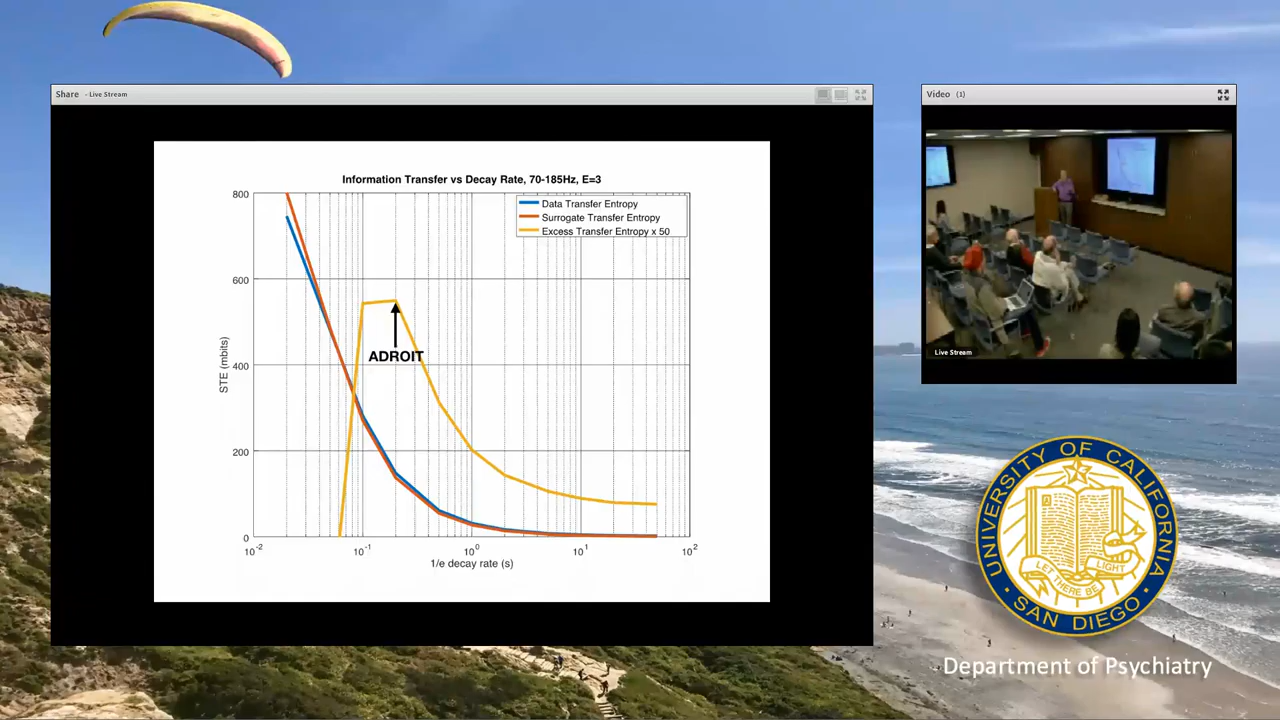 Share - Live Stream
Information Transfer vs Decay Rate, 70-185Hz, E=3
Data Transfer Entropy
Surrogate Transfer Entropy
Excess Transfer Entropy x 50
800
600
400
200
0
STE (mbits)
ADROIT
10-2
10-1
100
101
102
1/e decay rate (s)
Video (1)
Live Stream
UNIVERSITY OF CALIFORNIA
SAN DIEGO
A
LET THERE BE LIGHT
Department of Psychiatry